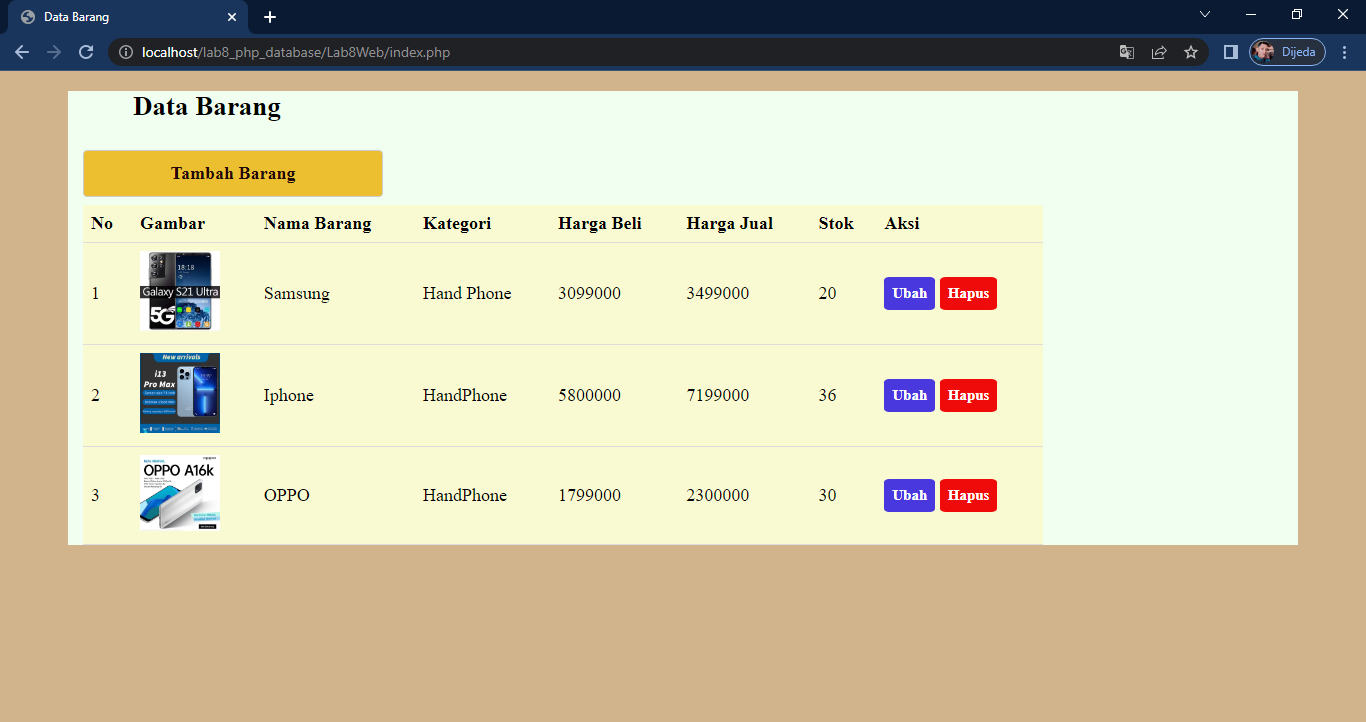 Data Barang
localhost/lab8_php_database/Lab8Web/index.php
Dijeda
Data Barang
Tambah Barang
No Gambar Nama Barang Kategori Harga Beli Harga Jual Stok Aksi
18:18
Galaxy S21 Ultra
5G
1 Samsung Hand Phone 3099000 3499000 20 Ubah Hapus
New arrivals
i13
Pro Max
2 Iphone HandPhone 5800000 7199000 36 Ubah Hapus
OPPO A16k
3 OPPO HandPhone 1799000 2300000 30 Ubah Hapus